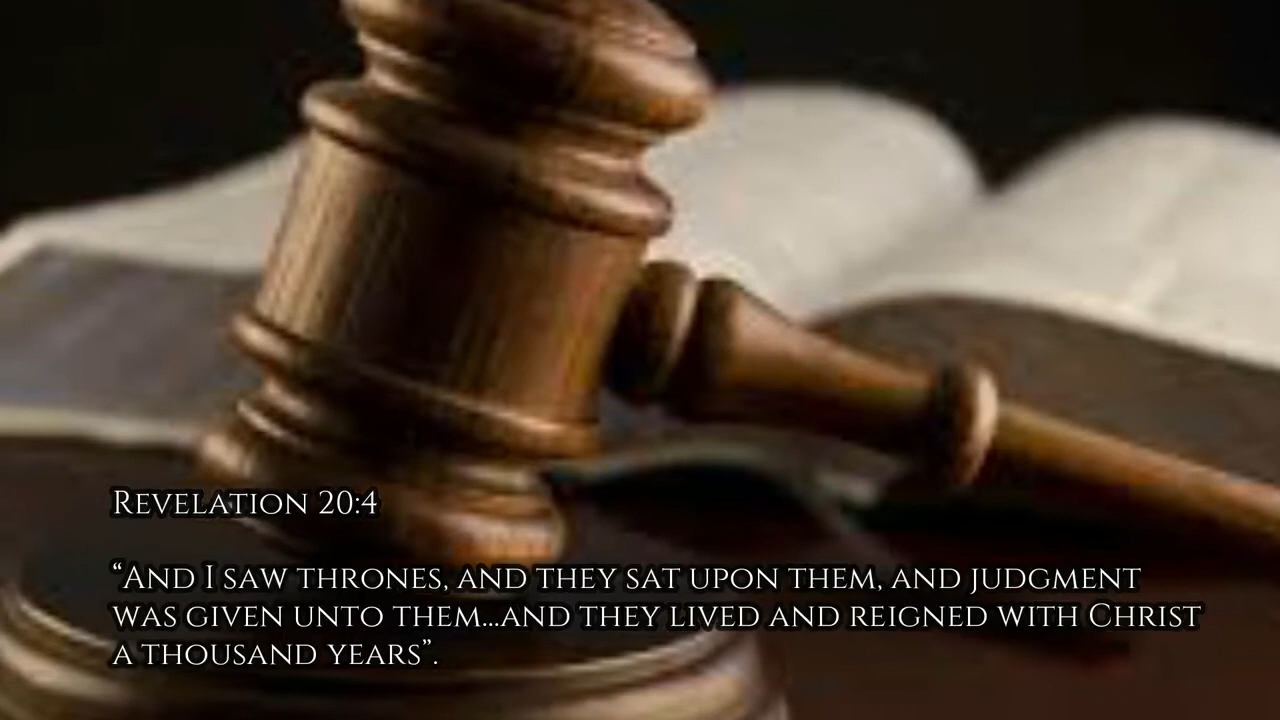 Revelation 20:4
“And I saw thrones, and they sat upon them, and judgment
was given unto them...and they lived and reigned with Christ
a thousand years”.